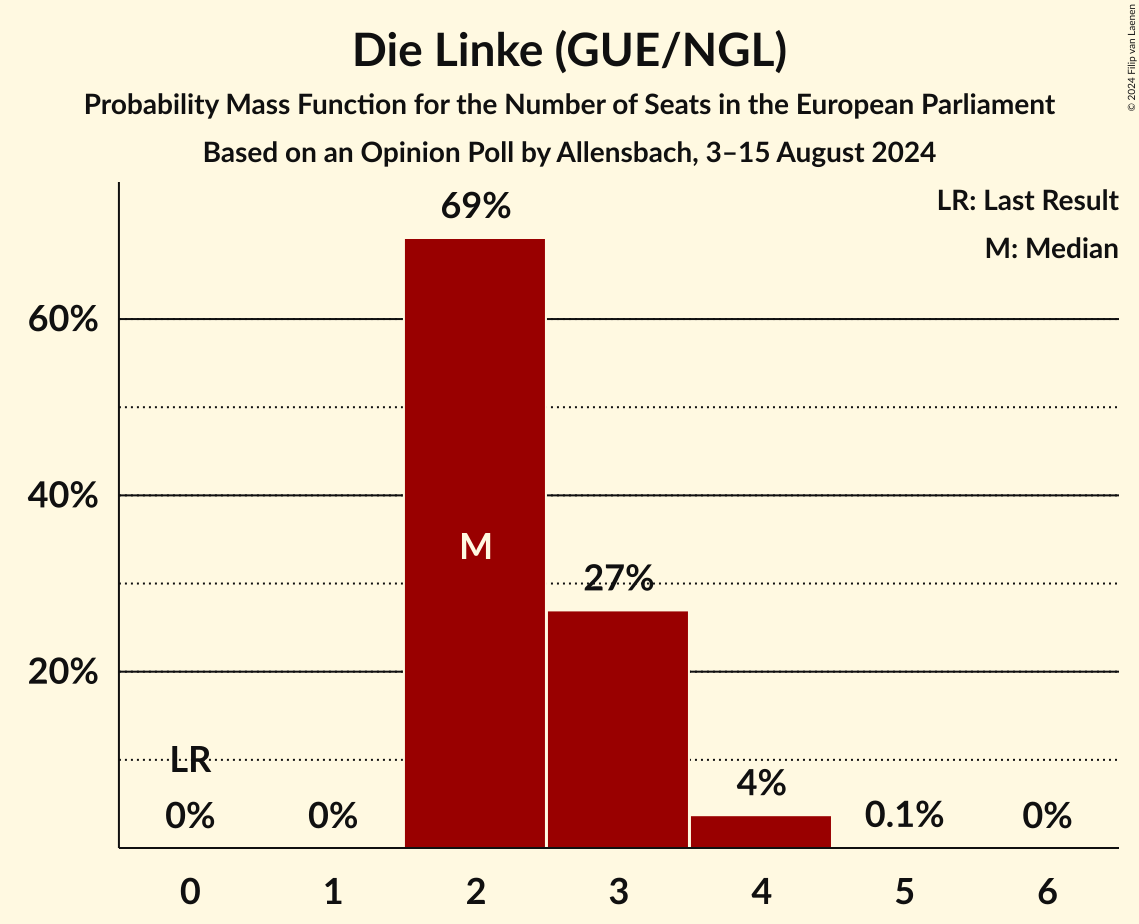 Die Linke (GUE/NGL)
Probability Mass Function for the Number of Seats in the European Parliament
Based on an Opinion Poll by Allensbach, 3–15 August 2024
© 2024 Filip van Laenen
LR: Last Result
M: Median
69%
60%
40%
M
27%
20%
LR
4%
0%
0%
0.1%
0%
0
1
2
3
4
5
6